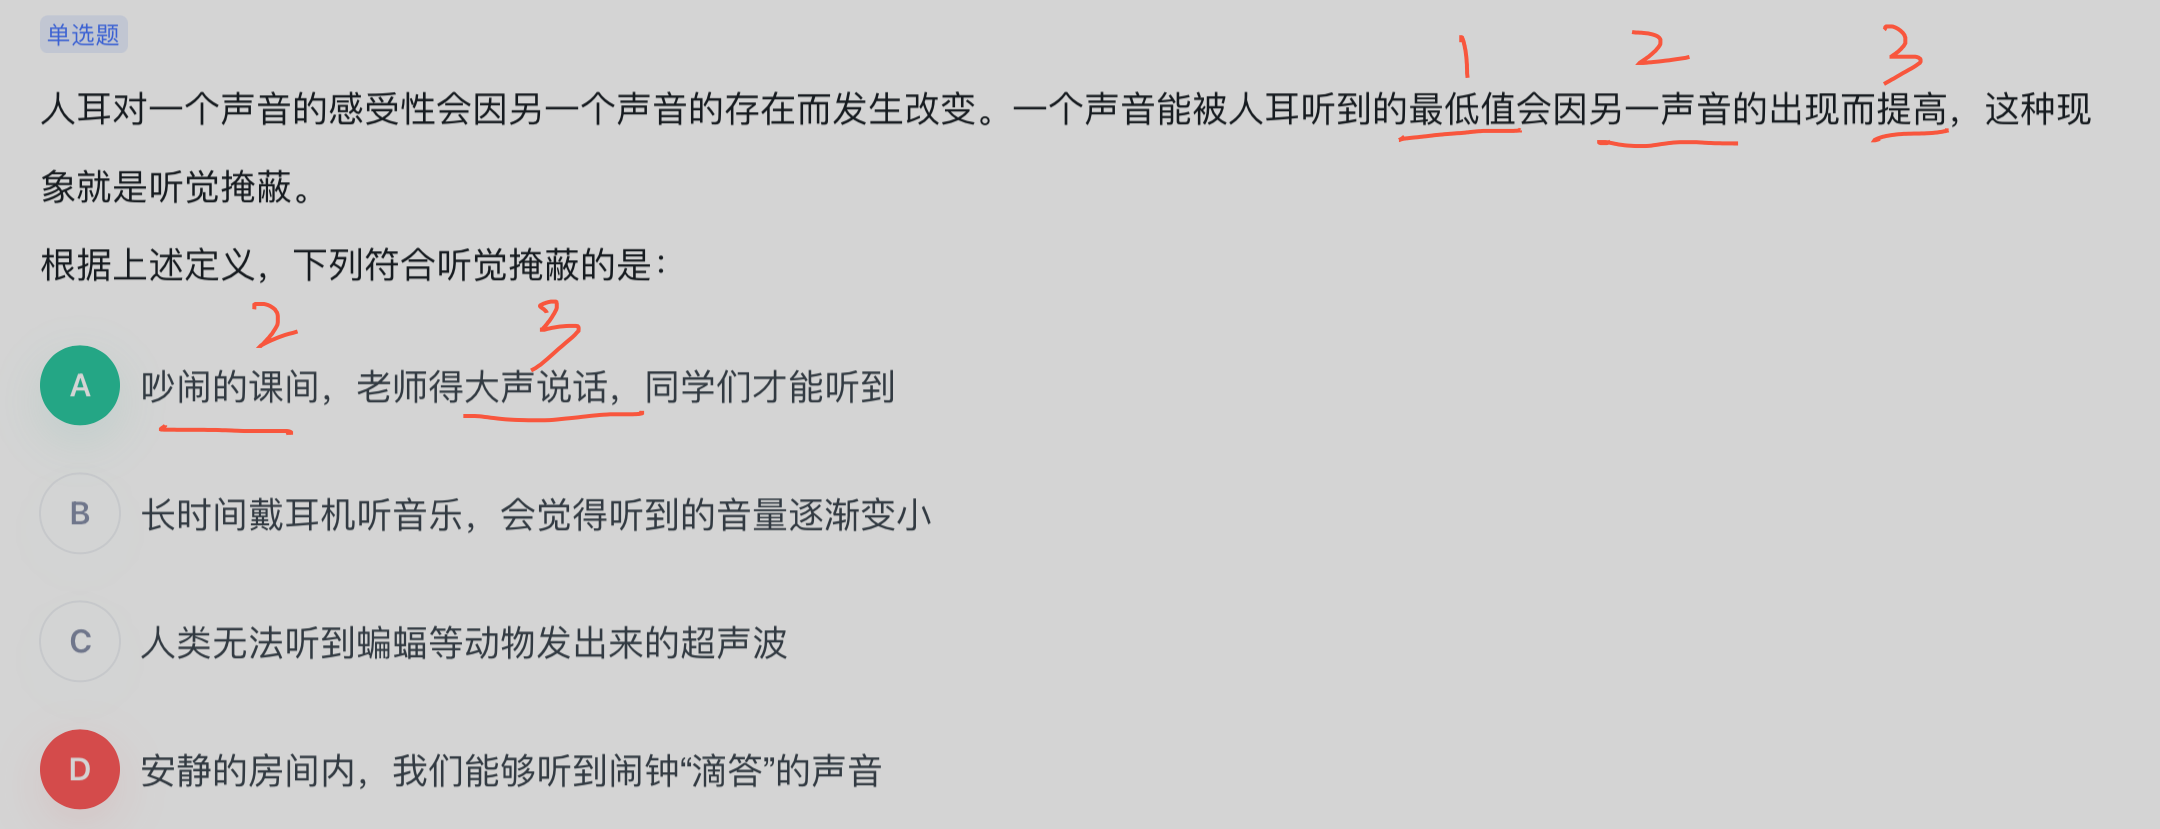 单选题
1 2 3
人耳对一个声音的感受性会因另一个声音的存在而发生改变。一个声音能被人耳听到的最低值会因另一声音的出现而提高，这种现
象就是听觉掩蔽。
根据上述定义，下列符合听觉掩蔽的是：
2 3
A 吵闹的课间，老师得大声说话，同学们才能听到
B 长时间戴耳机听音乐，会觉得听到的音量逐渐变小
C 人类无法听到蝙蝠等动物发出来的超声波
D 安静的房间内，我们能够听到闹钟“滴答”的声音